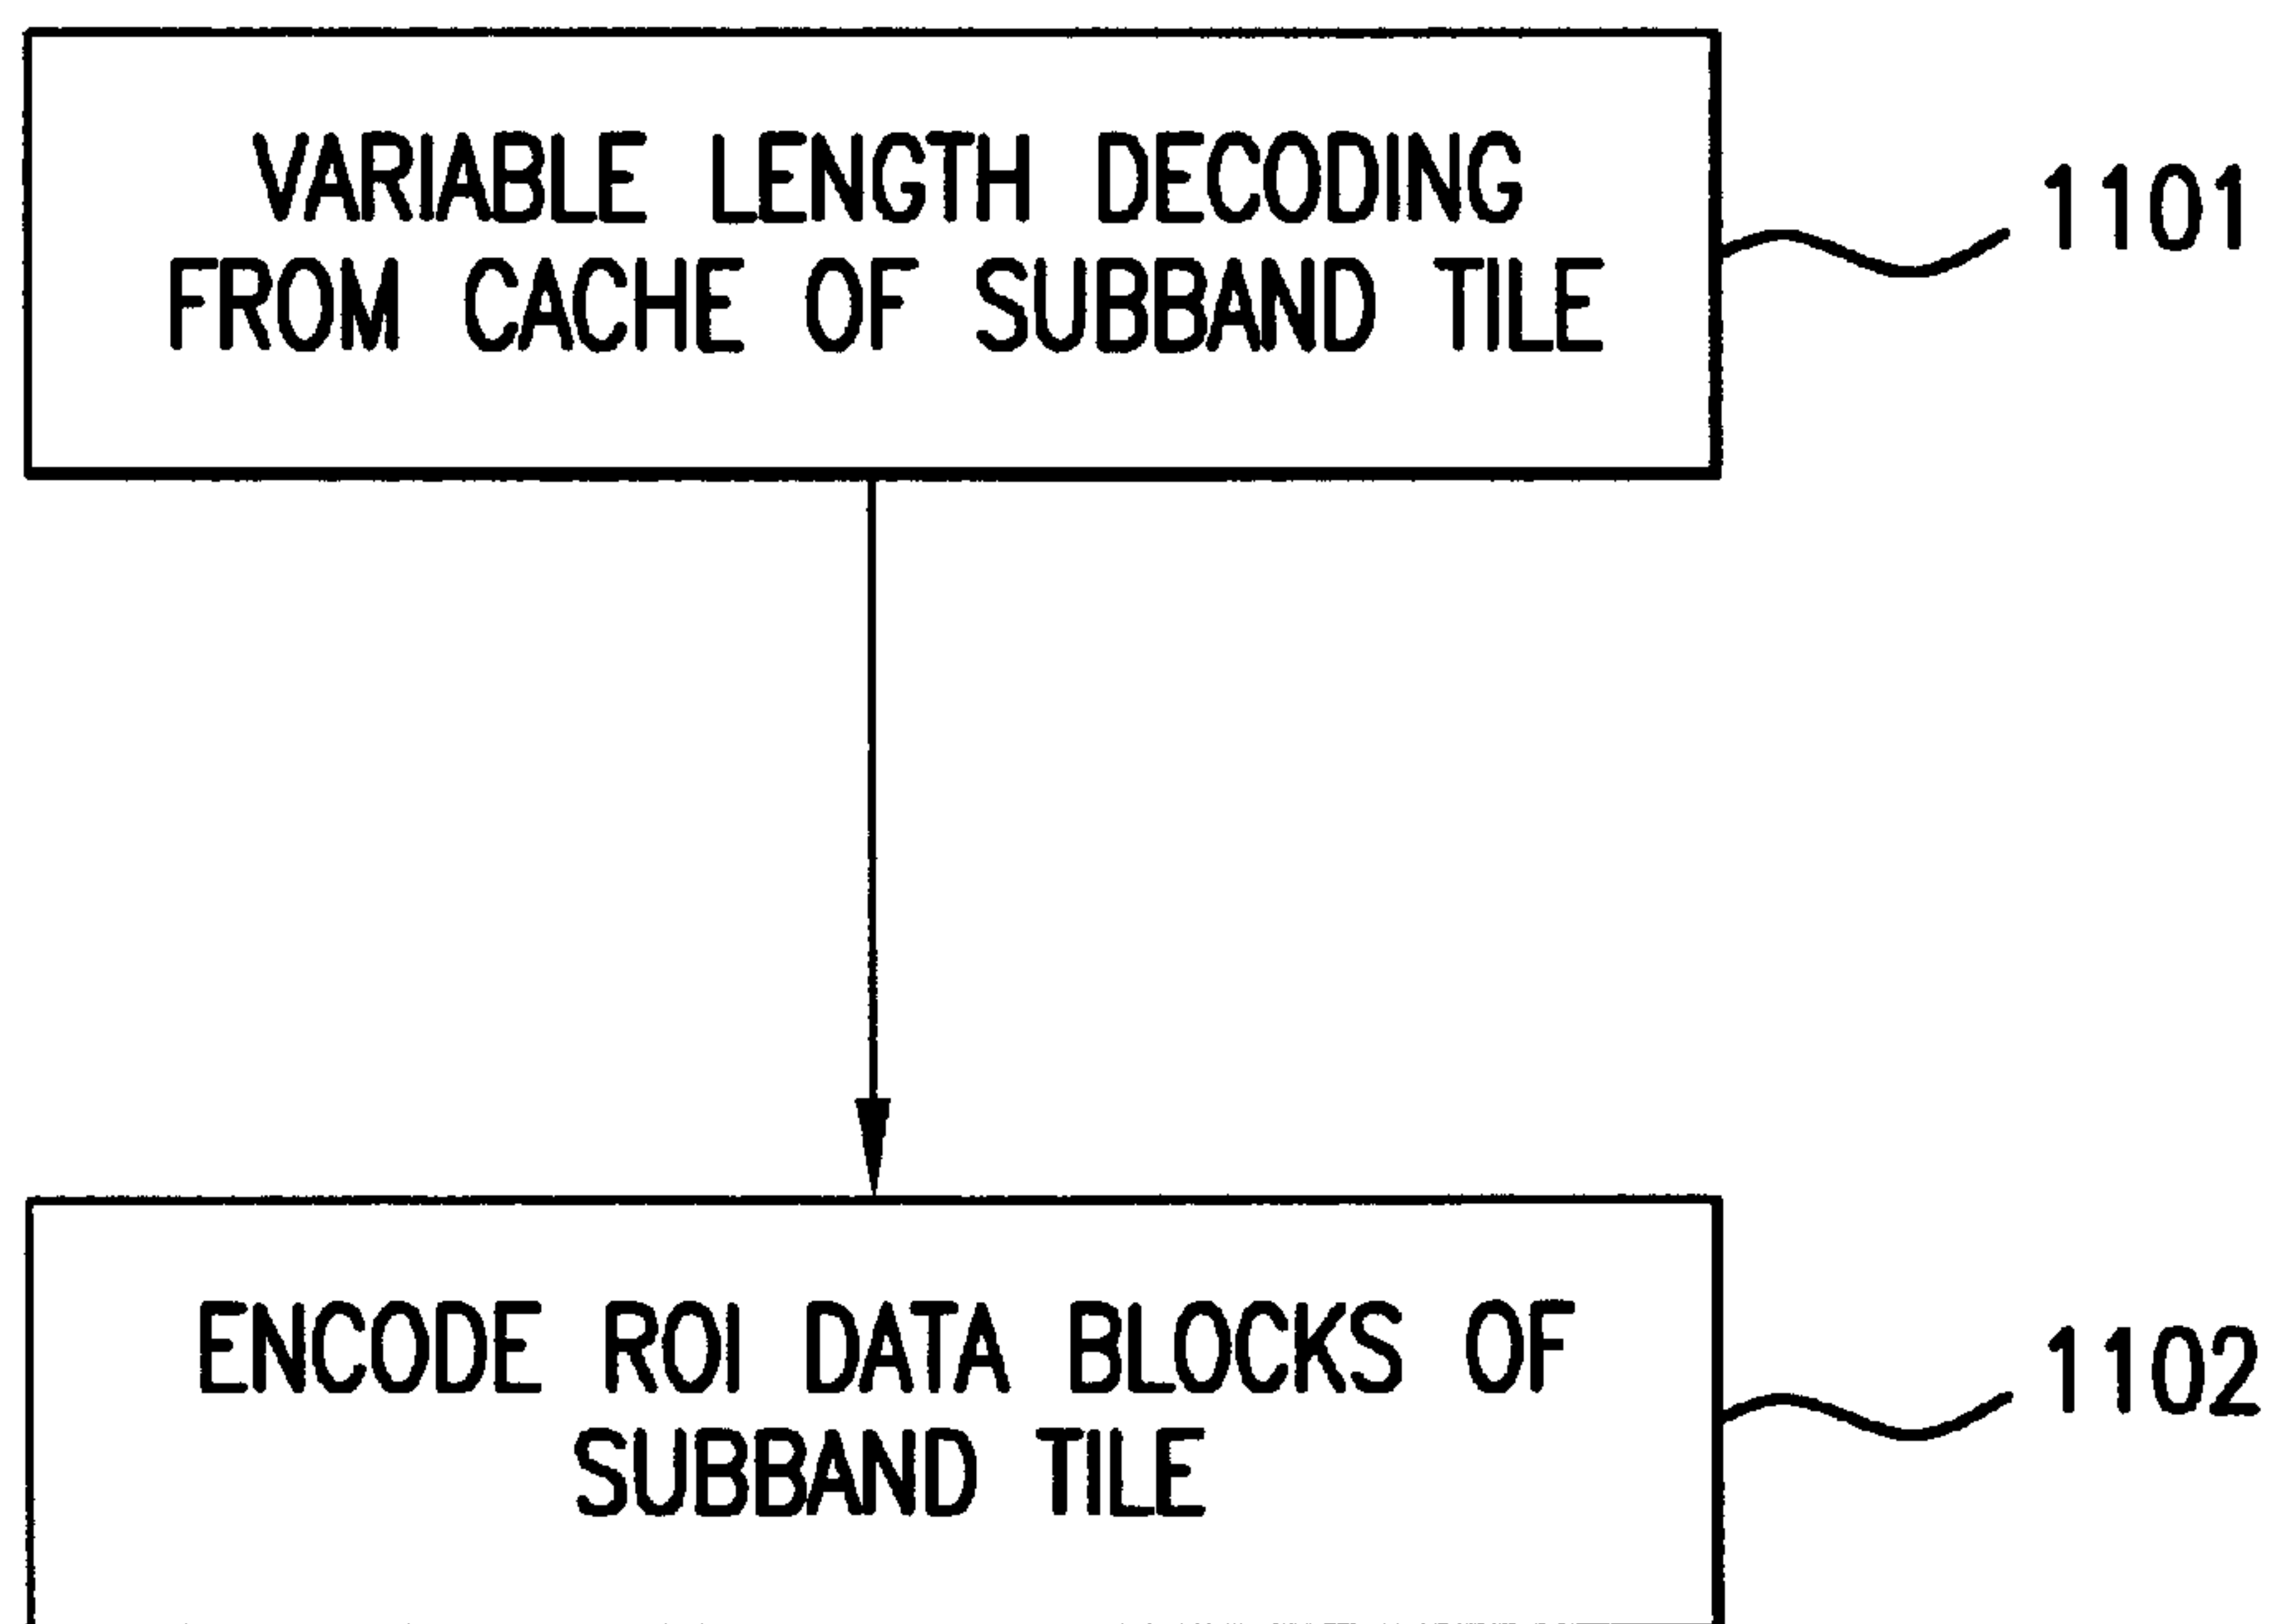 VARIABLE LENGTH DECODING
FROM CACHE OF SUBBAND TILE
1101
ENCODE ROI DATA BLOCKS OF
SUBBAND TILE
1102